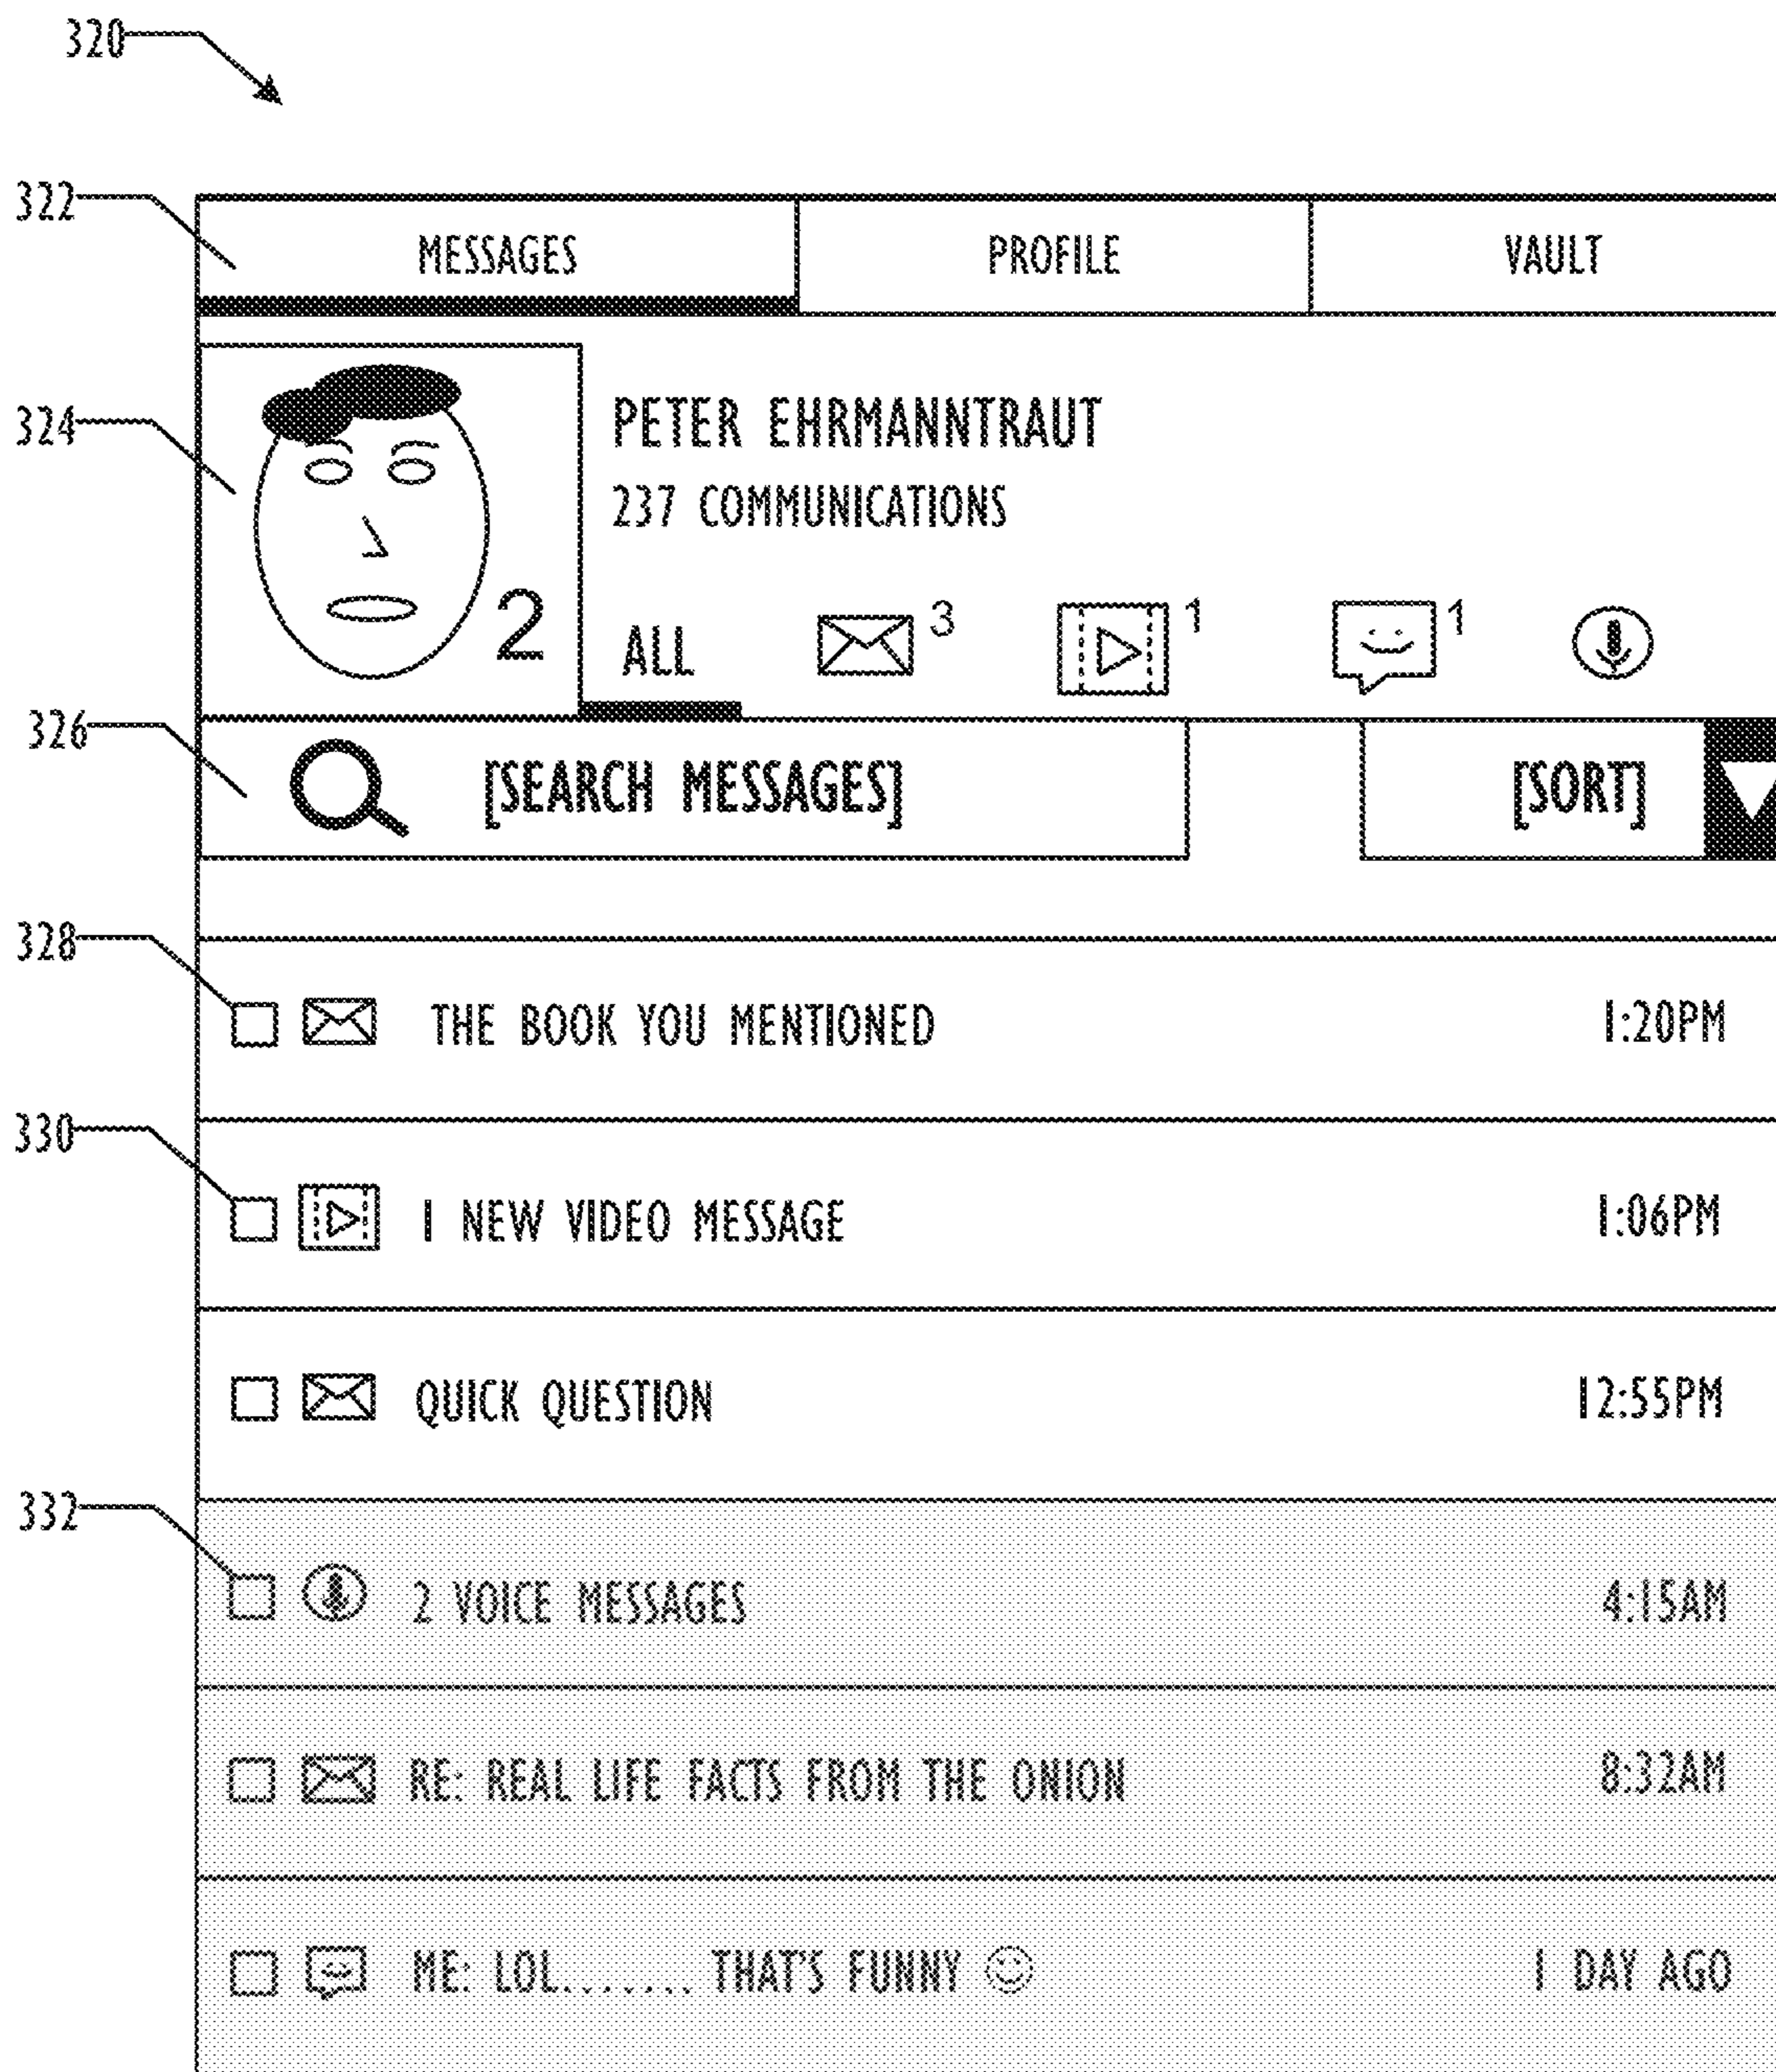 320
322
MESSAGES PROFILE VAULT
324
PETER EHRMANNTRAUT
237 COMMUNICATIONS
2
ALL 3 1 1
326
[SEARCH MESSAGES] [SORT]
328
THE BOOK YOU MENTIONED 1:20PM
330
1 NEW VIDEO MESSAGE 1:06PM
QUICK QUESTION 12:55PM
332
2 VOICE MESSAGES 4:15AM
RE: REAL LIFE FACTS FROM THE ONION 8:32AM
ME: LOL....... THAT'S FUNNY ☺ 1 DAY AGO